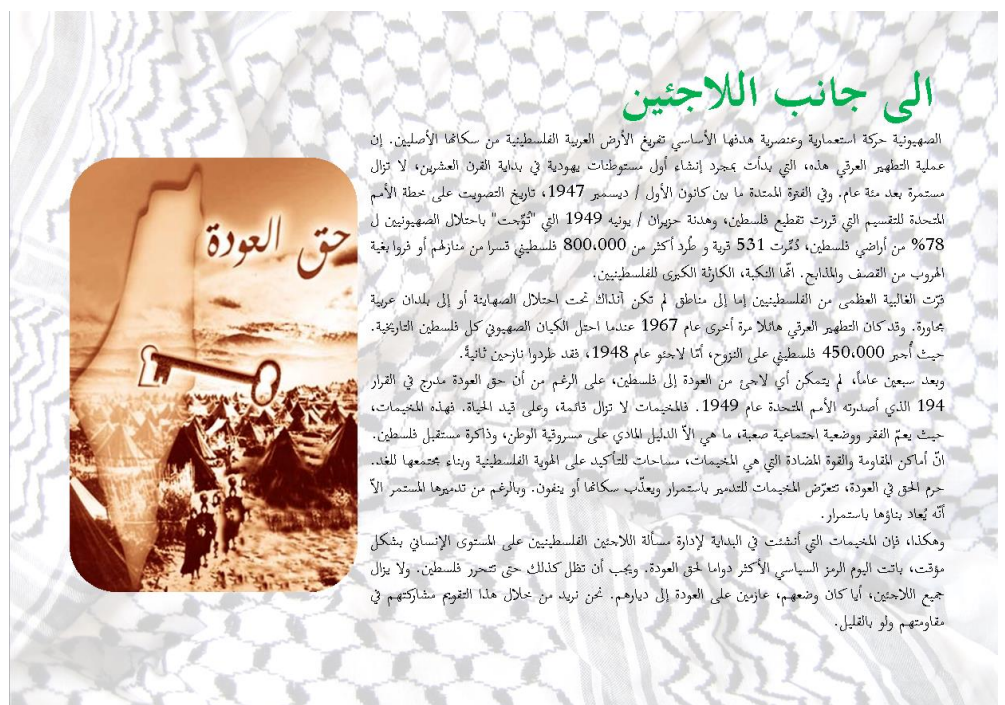 الى جانب اللاجئين
الصهيونية حركة استعمارية وعنصرية هدفها الأساسي تفريغ الأرض العربية الفلسطينية من سكانها الأصليين. إن
عملية التطهير العرقي هذه، التي بدأت بمجرد إنشاء أول مستوطنات يهودية في بداية القرن العشرين، لا تزال
مستمرة بعد مئة عام. وفي الفترة الممتدة ما بين كانون الأول / ديسمبر 1947، تاريخ التصويت على خطة الأمم
المتحدة للتقسيم التي قررت تقطيع فلسطين، وهدنة حزيران / يونيه 1949 التي "تُوّجت" باحتلال الصهيونيين ل
78% من أراضي فلسطين، دُمّرت 531 قرية و طُرد أكثر من 800،000 فلسطيني قسرا من منازلهم أو فروا بغية
الهروب من القصف والمذابح. انّها النكبة، الكارثة الكبرى للفلسطينيين.
فرّت الغالبية العظمى من الفلسطينيين إما إلى مناطق لم تكن آنذاك تحت احتلال الصهاينة أو إلى بلدان عربية
مجاورة. وقد كان التطهير العرقي هائلا مرة أخرى عام 1967 عندما احتل الكيان الصهيوني كل فلسطين التاريخية.
حيث أُجبر 450،000 فلسطيني على النزوح، أمّا لاجئو عام 1948، فقد طردوا نازحين ثانيةً.
وبعد سبعين عاماً، لم يتمكن أي لاجئ من العودة إلى فلسطين، على الرغم من أن حق العودة مدرج في القرار
194 الذي أصدرته الأمم المتحدة عام 1949. فالمخيمات لا تزال قائمة، وعلى قيد الحياة. فهذه المخيمات،
حيث يعمّ الفقر ووضعية اجتماعية صعبة، ما هي الاّ الدليل المادي على مسروقية الوطن، وذاكرة مستقبل فلسطين.
انّ أماكن المقاومة والقوة المضادة التي هي المخيمات، مساحات للتأكيد على الهوية الفلسطينية وبناء مجتمعها للغد.
حرم الحق في العودة، تتعرّض المخيمات للتدمير باستمرار ويعذّب سكانها أو ينفون. وبالرغم من تدميرها المستمر الاّ
أنّه يُعاد بناؤها باستمرار.
وهكذا، فإن المخيمات التي أنشئت في البداية لإدارة مسألة اللاجئين الفلسطينيين على المستوى الإنساني بشكل
مؤقت، باتت اليوم الرمز السياسي الأكثر دواما لحق العودة. ويجب أن تظل كذلك حتى تتحرر فلسطين. ولا يزال
جميع اللاجئين، أيا كان وضعهم، عازمين على العودة إلى ديارهم. نحن نريد من خلال هذا التقويم مشاركتهم في
مقاومتهم ولو بالقليل.
حق العودة